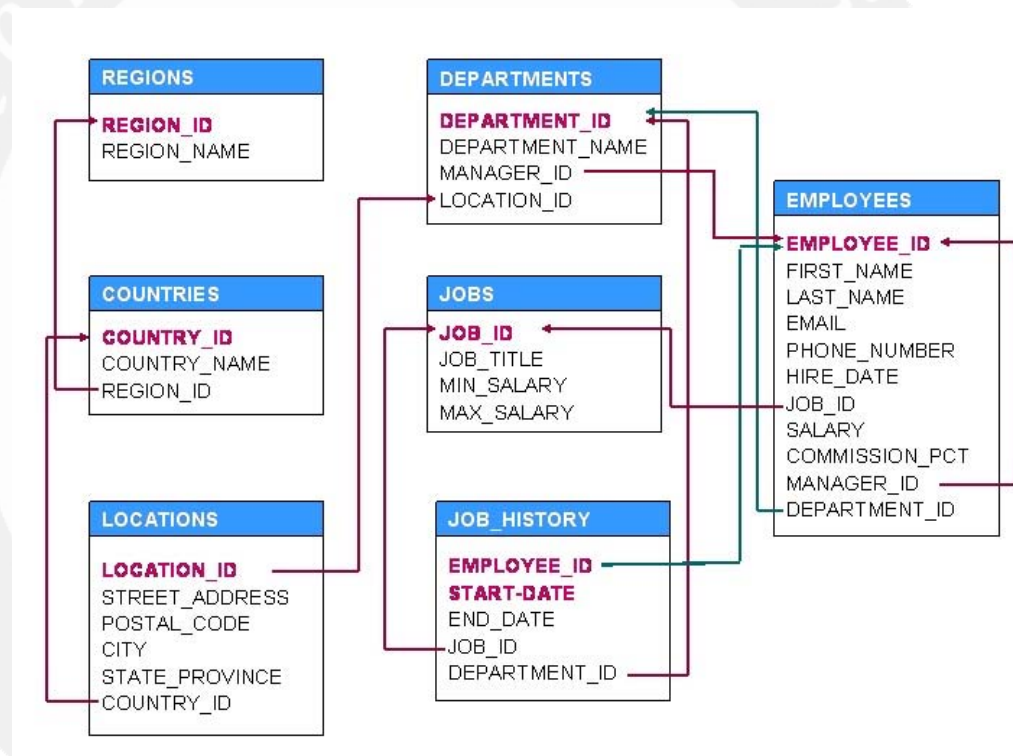 REGIONS
REGION_ID
REGION_NAME
COUNTRIES
COUNTRY_ID
COUNTRY_NAME
REGION_ID
LOCATIONS
LOCATION_ID
STREET_ADDRESS
POSTAL_CODE
CITY
STATE_PROVINCE
COUNTRY_ID
DEPARTMENTS
DEPARTMENT_ID
DEPARTMENT_NAME
MANAGER_ID
LOCATION_ID
JOBS
JOB_ID
JOB_TITLE
MIN_SALARY
MAX_SALARY
JOB_HISTORY
EMPLOYEE_ID
START-DATE
END_DATE
JOB_ID
DEPARTMENT_ID
EMPLOYEES
EMPLOYEE_ID
FIRST_NAME
LAST_NAME
EMAIL
PHONE_NUMBER
HIRE_DATE
JOB_ID
SALARY
COMMISSION_PCT
MANAGER_ID
DEPARTMENT_ID